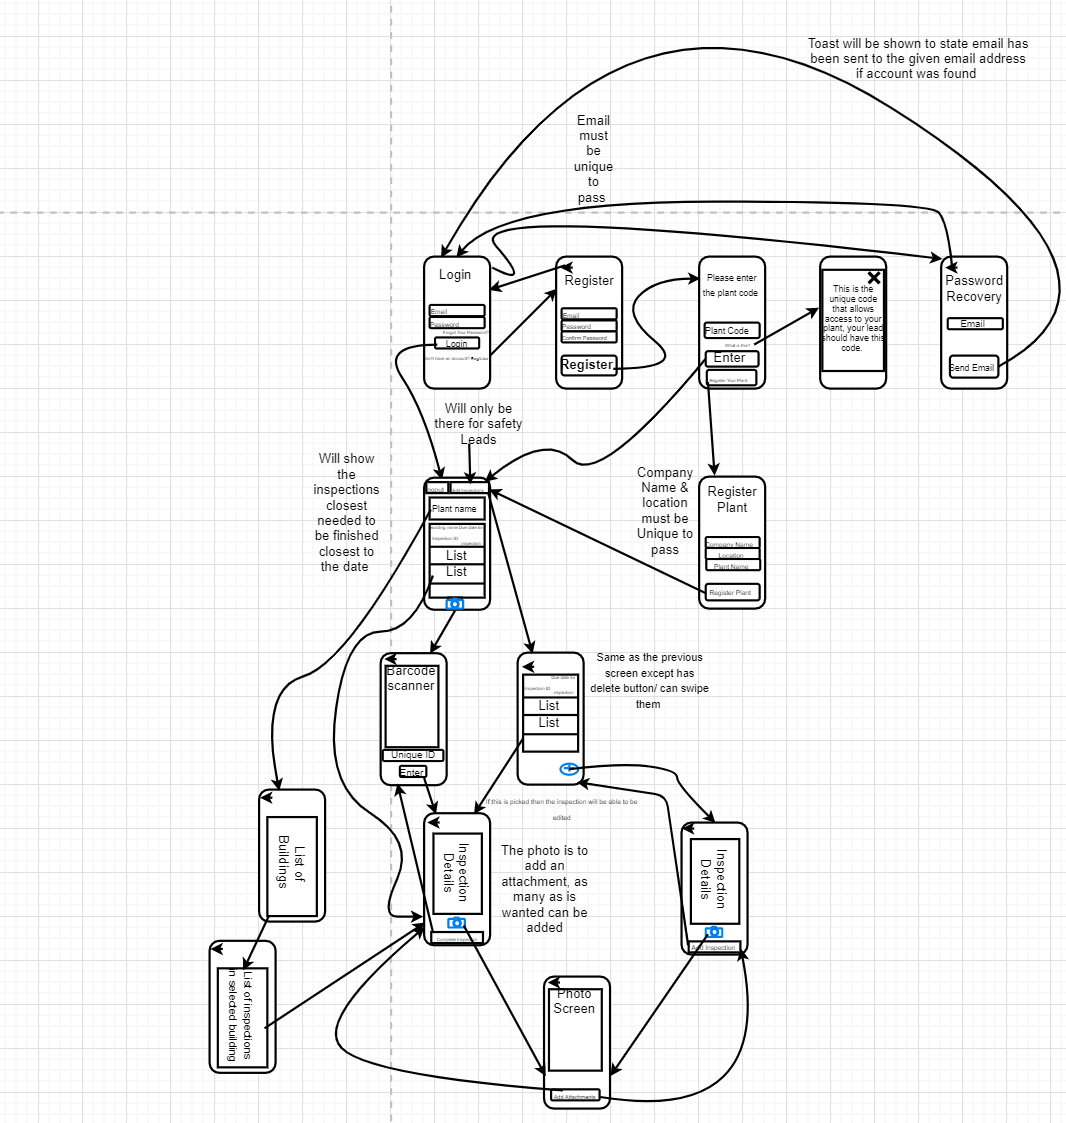 Toast will be shown to state email has
been sent to the given email address
if account was found
Email
must
be
unique
to
pass
Login
Email
Password
Forgot Your Password?
Login
Don't have an account? Register
Register
Email
Password
Confirm Password
Register
Please enter
the plant code
Plant Code
What is this?
Enter
Register Your Plant
This is the
unique code
that allows
access to your
plant, your lead
should have this
code.
Password
Recovery
Email
Send Email
Will only be
there for safety
Leads
Will show
the
inspections
closest
needed to
be finished
closest to
the date
Plant name
Building name Due date for
Inspection ID
inspection
List
List
Company
Name &
location
must be
Unique to
pass
Register
Plant
Company Name
Location
Plant Name
Register Plant
Barcode
scanner
Unique ID
Enter
Due date for
Inspection ID
inspection
List
List
Same as the previous
screen except has
delete button/ can swipe
them
If this is picked then the inspection will be able to be
edited
List of
Buildings
Inspection
Details
Complete Inspection
The photo is to
add an
attachment, as
many as is
wanted can be
added
Inspection
Details
Add Inspection
List of inspections
in selected building
Photo
Screen
Add Attachments